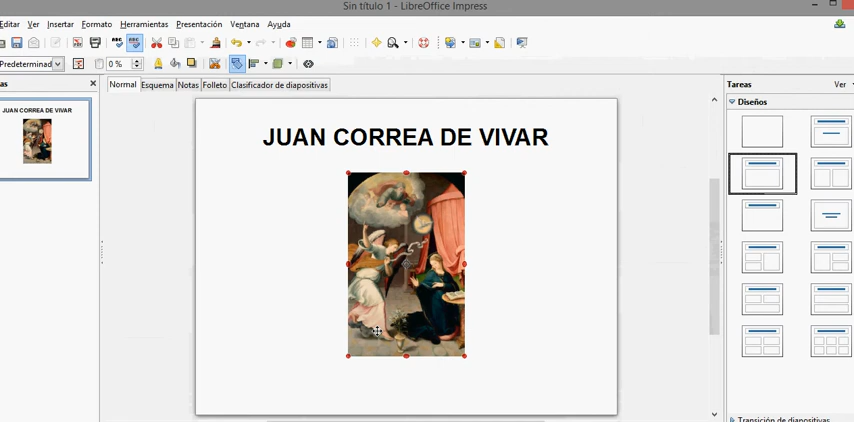 Sin título 1 - LibreOffice Impress
Editar Ver Insertar Formato Herramientas Presentación Ventana Ayuda
Predeterminad 0 %
as
Normal Esquema Notas Folleto Clasificador de diapositivas
Tareas Ver
Diseños
JUAN CORREA DE VIVAR
JUAN CORREA DE VIVAR
Transición de diapositivas